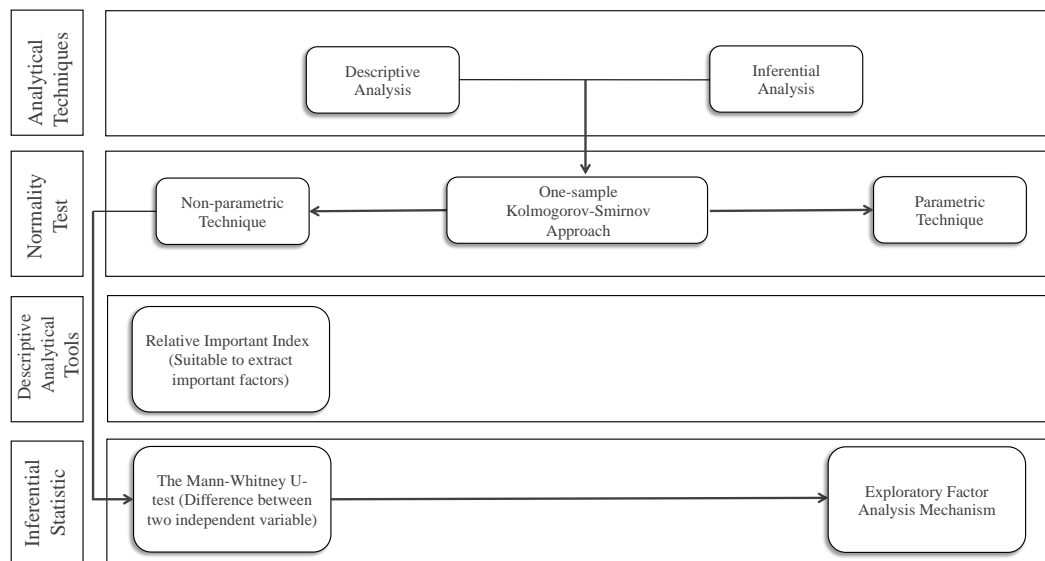 Analytical
Techniques
Descriptive
Analysis
Inferential
Analysis
Normality
Test
Non-parametric
Technique
One-sample
Kolmogorov-Smirnov
Approach
Parametric
Technique
Descriptive
Analytical
Tools
Relative Important Index
(Suitable to extract
important factors)
Inferential
Statistic
The Mann-Whitney U-
test (Difference between
two independent variable)
Exploratory Factor
Analysis Mechanism